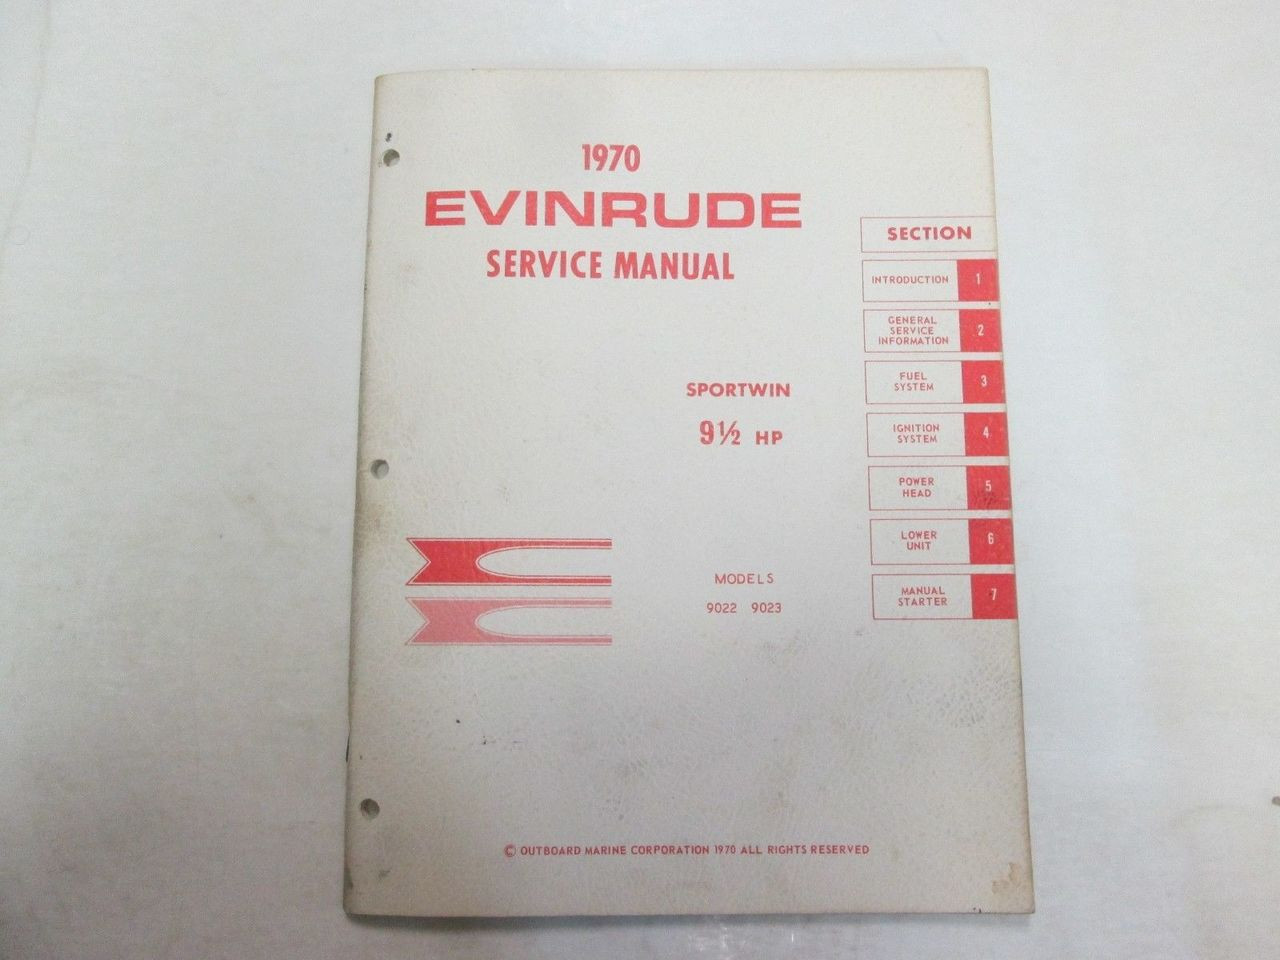 1970
EVINRUDE
SERVICE MANUAL
SPORTWIN
9½ HP
MODELS
9022 9023
SECTION
INTRODUCTION 1
GENERAL
SERVICE
INFORMATION 2
FUEL
SYSTEM 3
IGNITION
SYSTEM 4
POWER
HEAD 5
LOWER
UNIT 6
MANUAL
STARTER 7
© OUTBOARD MARINE CORPORATION 1970 ALL RIGHTS RESERVED